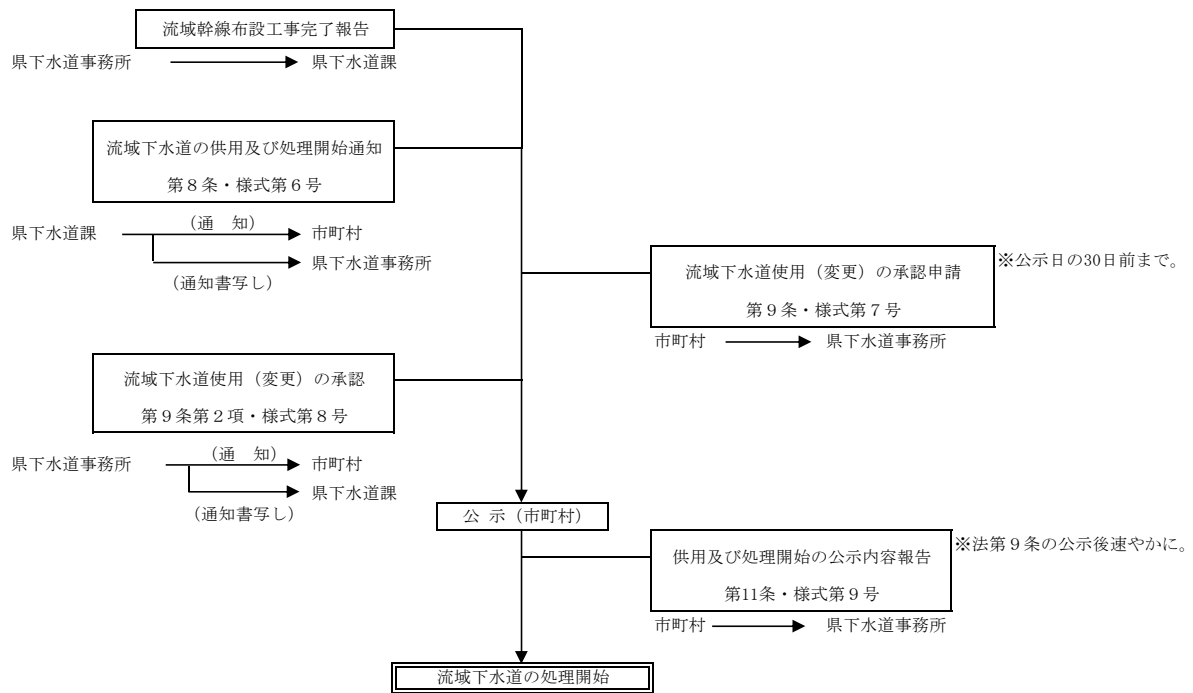 流域幹線布設工事完了報告
県下水道事務所 県下水道課
流域下水道の供用及び処理開始通知
第８条・様式第６号
（通　知）
県下水道課 市町村
県下水道事務所
（通知書写し）
流域下水道使用（変更）の承認申請
第９条・様式第７号
※公示日の30日前まで。
市町村 県下水道事務所
流域下水道使用（変更）の承認
第９条第２項・様式第８号
（通　知）
県下水道事務所 市町村
県下水道課
（通知書写し）
公 示（市町村）
供用及び処理開始の公示内容報告
第11条・様式第９号
※法第９条の公示後速やかに。
市町村 県下水道事務所
流域下水道の処理開始